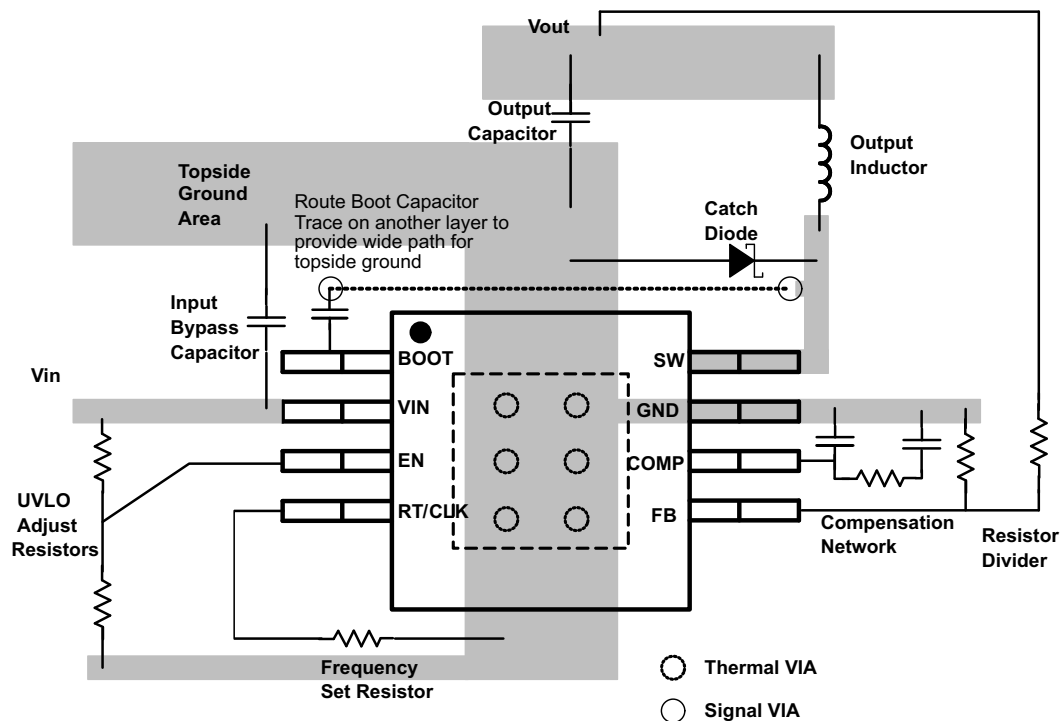 Vout
Output
Capacitor
Output
Inductor
Topside
Ground
Area
Route Boot Capacitor
Trace on another layer to
provide wide path for
topside ground
Catch
Diode
Input
Bypass
Capacitor
Vin
BOOT
SW
VIN
GND
EN
COMP
RT/CLK
FB
UVLO
Adjust
Resistors
Compensation
Network
Resistor
Divider
Frequency
Set Resistor
Thermal VIA
Signal VIA